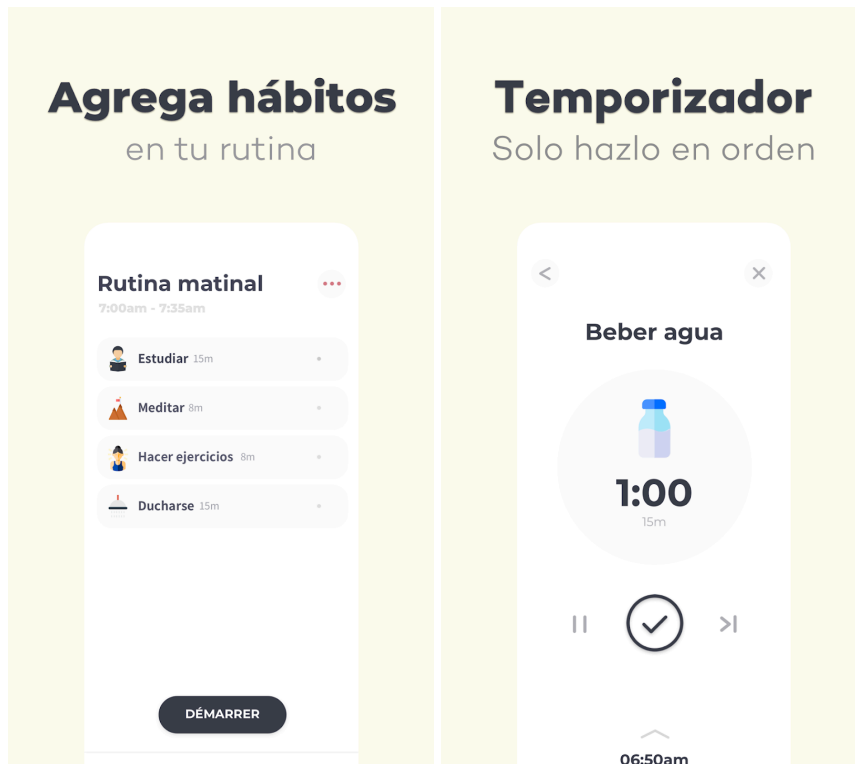 Agrega hábitos
en tu rutina
Rutina matinal
7:00am - 7:35am
Estudiar 15m
Meditar 8m
Hacer ejercicios 8m
Ducharse 15m
DÉMARRER
Temporizador
Solo hazlo en orden
Beber agua
1:00
15m
06:50am